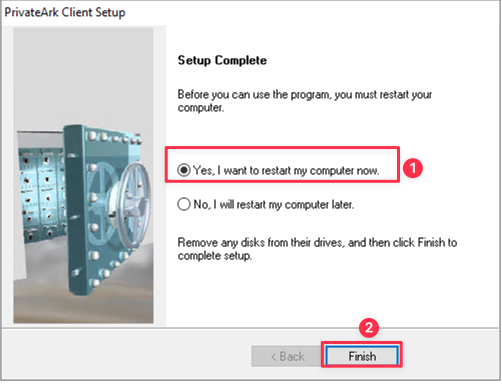 PrivateArk Client Setup
Setup Complete
Before you can use the program, you must restart your
computer.
Yes, I want to restart my computer now.
1
No, I will restart my computer later.
Remove any disks from their drives, and then click Finish to
complete setup.
2
< Back
Finish